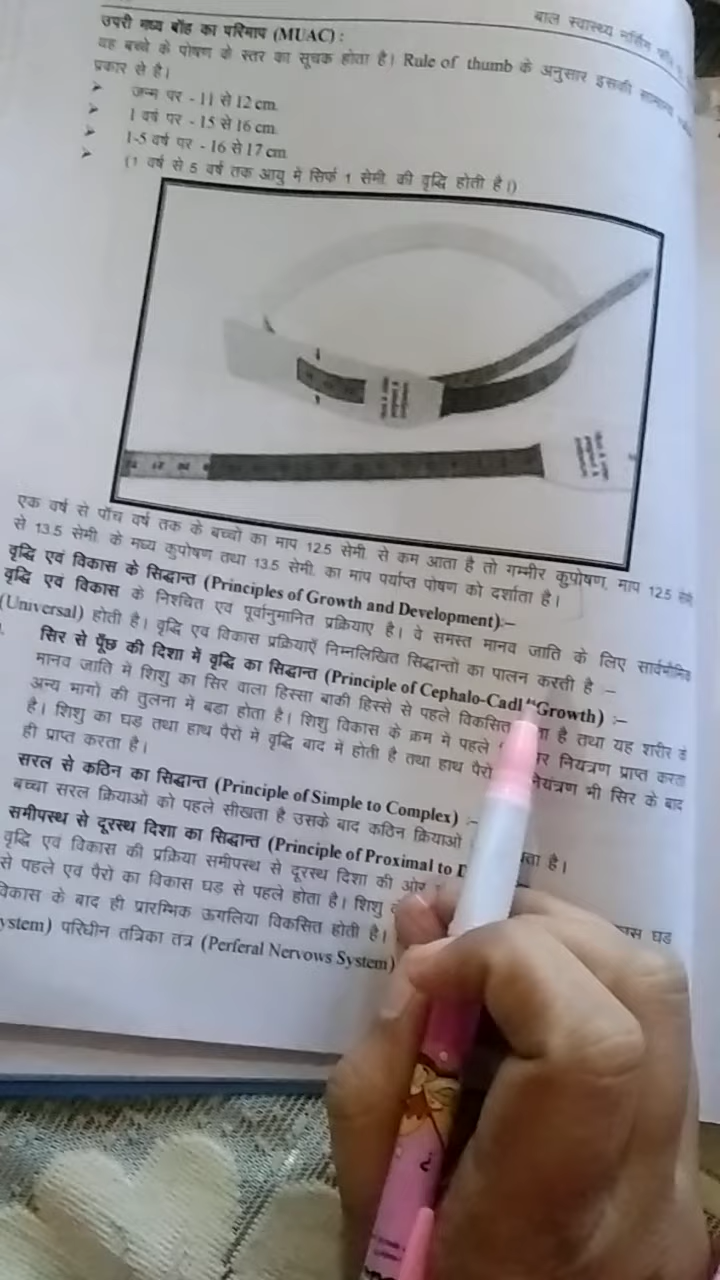 बाल स्वास्थ्य नर्सिंग
उपरी मध्य बाँह का परिमाप (MUAC) :
यह बच्चे के पोषण के स्तर का सूचक होता है। Rule of thumb के अनुसार इसकी सामान्य
प्रकार से है।
➤ जन्म पर - 11 से 12 cm.
➤ 1 वर्ष पर - 15 से 16 cm.
➤ 1-5 वर्ष पर - 16 से 17 cm
➤ (1 वर्ष से 5 वर्ष तक आयु में सिर्फ 1 सेमी. की वृद्धि होती है।)
एक वर्ष से पाँच वर्ष तक के बच्चो का माप 12.5 सेमी. से कम आता है तो गम्भीर कुपोषण, माप 12.5 सेमी
से 13.5 सेमी. के मध्य कुपोषण तथा 13.5 सेमी. का माप पर्याप्त पोषण को दर्शाता है।
वृद्धि एवं विकास के सिद्धान्त (Principles of Growth and Development):–
वृद्धि एवं विकास के निश्चित एवं पूर्वानुमानित प्रक्रियाए है। वे समस्त मानव जाति के लिए सार्वभौमिक
(Universal) होती है। वृद्धि एव विकास प्रक्रियाएँ निम्नलिखित सिद्धान्तो का पालन करती है :–
सिर से पूँछ की दिशा में वृद्धि का सिद्धान्त (Principle of Cephalo-Cadl Growth) :–
मानव जाति में शिशु का सिर वाला हिस्सा बाकी हिस्से से पहले विकसित है तथा यह शरीर के
अन्य भागो की तुलना में बडा होता है। शिशु विकास के क्रम में पहले नियंत्रण प्राप्त करता
है। शिशु का धड तथा हाथ पैरो में वृद्धि बाद में होती है तथा हाथ पैरो नियंत्रण भी सिर के बाद
ही प्राप्त करता है।
सरल से कठिन का सिद्धान्त (Principle of Simple to Complex) :–
बच्चा सरल क्रियाओं को पहले सीखता है उसके बाद कठिन क्रियाओं है।
समीपस्थ से दूरस्थ दिशा का सिद्धान्त (Principle of Proximal to
वृद्धि एवं विकास की प्रक्रिया समीपस्थ से दूरस्थ दिशा की ओर
से पहले एवं पैरो का विकास घड़ से पहले होता है। शिशु घड
विकास के बाद ही प्रारम्भिक ऊगलिया विकसित होती है।
ystem) परिघीन तंत्रिका तंत्र (Perferal Nervows System)